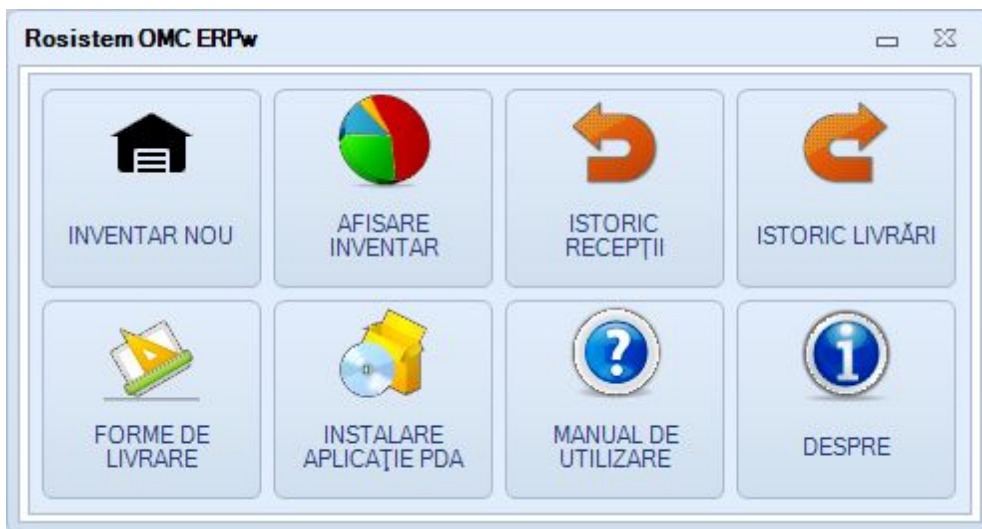 Rosistem OMC ERPw
INVENTAR NOU
AFISARE
INVENTAR
ISTORIC
RECEPŢII
ISTORIC LIVRĂRI
FORME DE
LIVRARE
INSTALARE
APLICAŢIE PDA
MANUAL DE
UTILIZARE
DESPRE